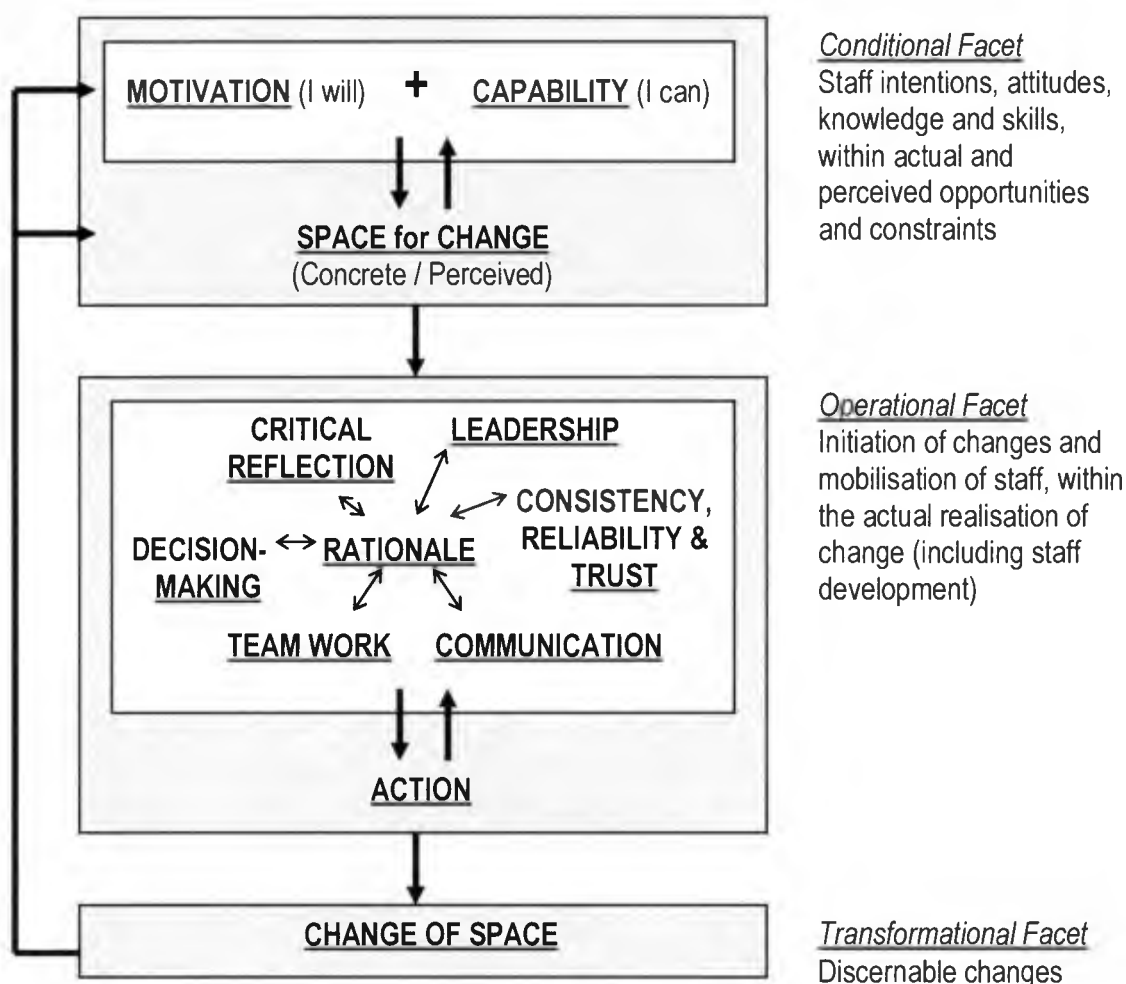 MOTIVATION (I will) + CAPABILITY (I can)
SPACE for CHANGE
(Concrete / Perceived)
Conditional Facet
Staff intentions, attitudes,
knowledge and skills,
within actual and
perceived opportunities
and constraints
CRITICAL
REFLECTION
LEADERSHIP
CONSISTENCY,
RELIABILITY &
TRUST
DECISION-
MAKING
RATIONALE
TEAM WORK
COMMUNICATION
ACTION
Operational Facet
Initiation of changes and
mobilisation of staff, within
the actual realisation of
change (including staff
development)
CHANGE OF SPACE
Transformational Facet
Discernable changes